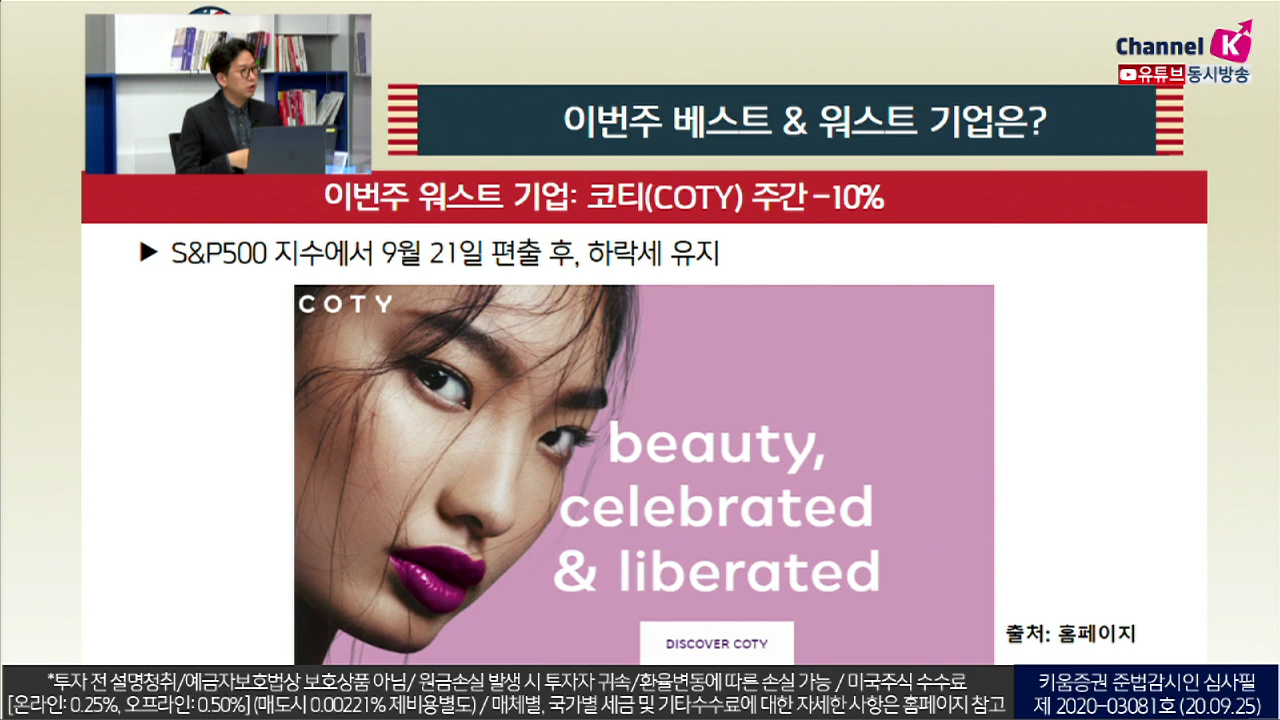 Channel K
유튜브동시방송
이번주 베스트 & 워스트 기업은?
이번주 워스트 기업: 코티(COTY) 주간 -10%
▶ S&P500 지수에서 9월 21일 편출 후, 하락세 유지
COTY
beauty,
celebrated
& liberated
DISCOVER COTY
출처: 홈페이지
*투자 전 설명청취/예금자보호법상 보호상품 아님/ 원금손실 발생 시 투자자 귀속/환율변동에 따른 손실 가능 / 미국주식 수수료
[온라인: 0.25%, 오프라인: 0.50%] (매도시 0.00221% 제비용별도) / 매체별, 국가별 세금 및 기타수수료에 대한 자세한 사항은 홈페이지 참고
키움증권 준법감시인 심사필
제 2020-03081호 (20.09.25)